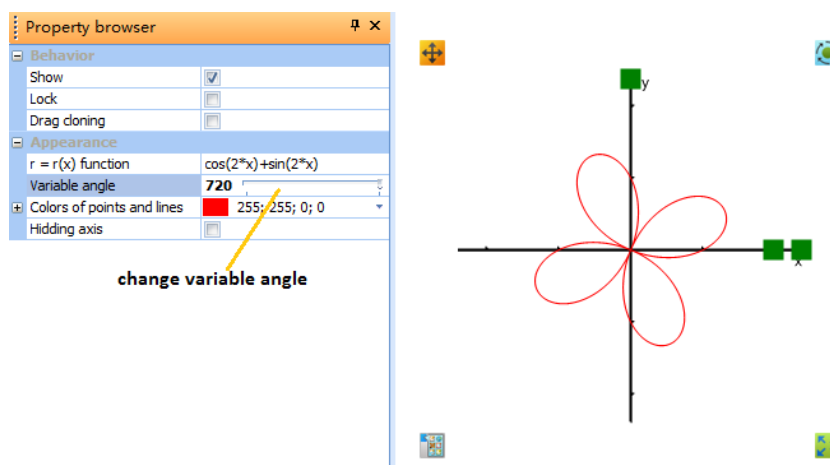 Property browser
Behavior
Show
Lock
Drag cloning
Appearance
r = r(x) function cos(2*x)+sin(2*x)
Variable angle 720
Colors of points and lines 255; 255; 0; 0
Hidding axis
change variable angle
y
x